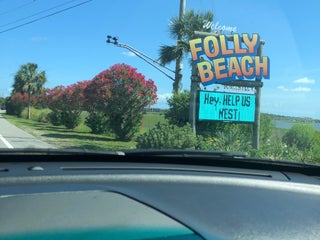 Welcome
FOLLY
BEACH
Hey, HELP US
NEST!